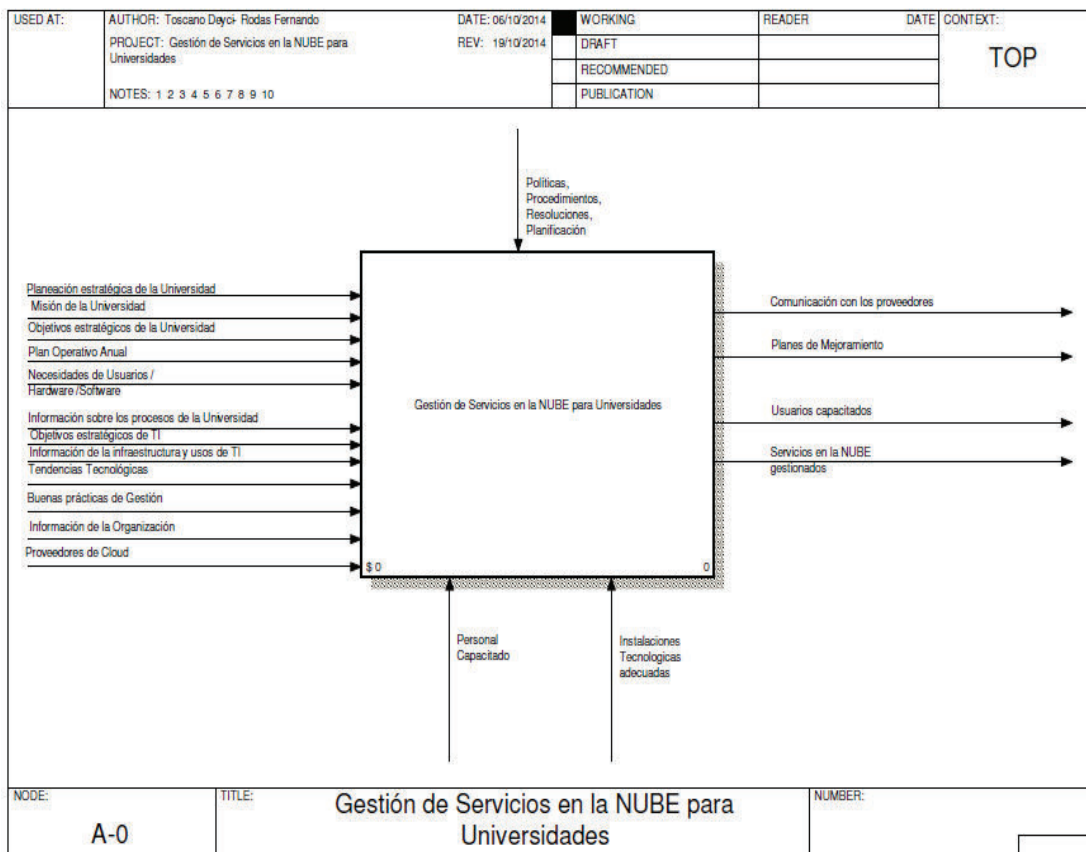 USED AT:
AUTHOR: Toscano Deyci- Rodas Fernando
DATE: 06/10/2014
WORKING
READER
DATE
CONTEXT:
PROJECT: Gestión de Servicios en la NUBE para
Universidades
REV: 19/10/2014
DRAFT
TOP
RECOMMENDED
NOTES: 1 2 3 4 5 6 7 8 9 10
PUBLICATION
Políticas,
Procedimientos,
Resoluciones,
Planificación
Planeación estratégica de la Universidad
Misión de la Universidad
Objetivos estratégicos de la Universidad
Plan Operativo Anual
Necesidades de Usuarios /
Hardware /Software
Información sobre los procesos de la Universidad
Objetivos estratégicos de TI
Información de la infraestructura y usos de TI
Tendencias Tecnológicas
Buenas prácticas de Gestión
Información de la Organización
Proveedores de Cloud
Gestión de Servicios en la NUBE para Universidades
$ 0
0
Comunicación con los proveedores
Planes de Mejoramiento
Usuarios capacitados
Servicios en la NUBE
gestionados
Personal
Capacitado
Instalaciones
Tecnologicas
adecuadas
NODE:
A-0
TITLE:
Gestión de Servicios en la NUBE para
Universidades
NUMBER: